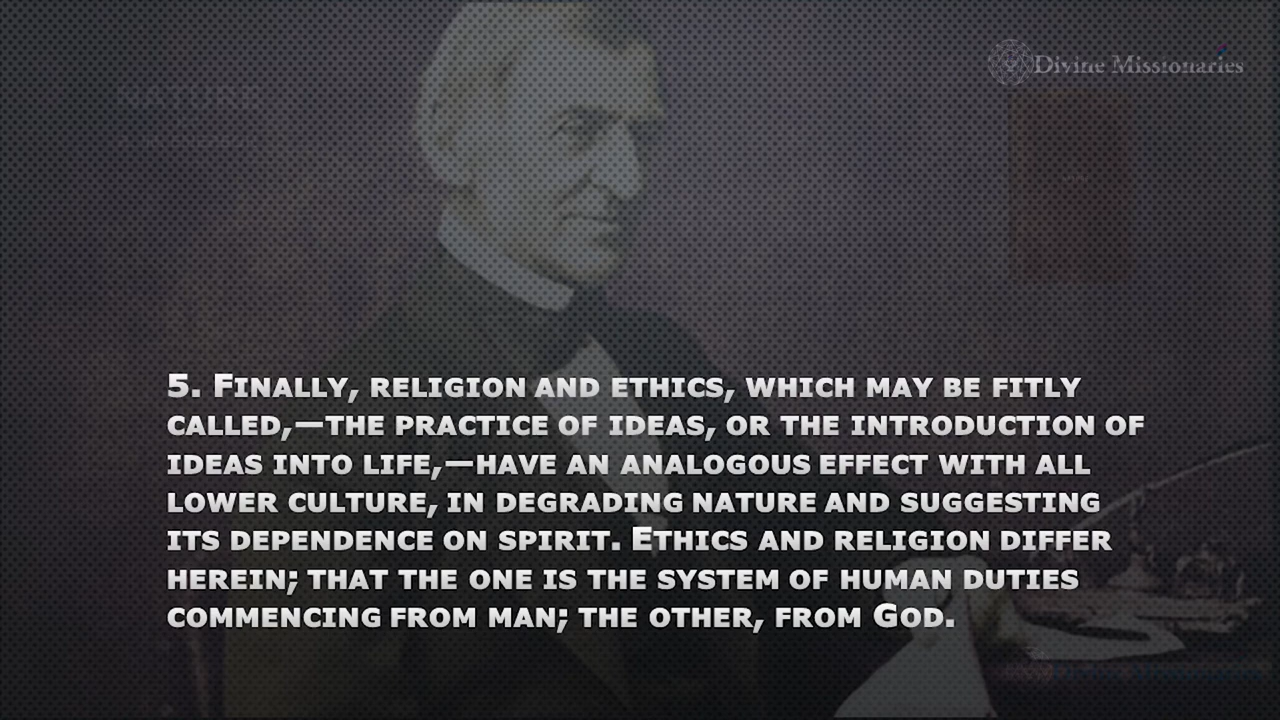 NATURE
Divine Missionaries
5. FINALLY, RELIGION AND ETHICS, WHICH MAY BE FITLY
CALLED,—THE PRACTICE OF IDEAS, OR THE INTRODUCTION OF
IDEAS INTO LIFE,—HAVE AN ANALOGOUS EFFECT WITH ALL
LOWER CULTURE, IN DEGRADING NATURE AND SUGGESTING
ITS DEPENDENCE ON SPIRIT. ETHICS AND RELIGION DIFFER
HEREIN; THAT THE ONE IS THE SYSTEM OF HUMAN DUTIES
COMMENCING FROM MAN; THE OTHER, FROM GOD.
Divine Missionaries